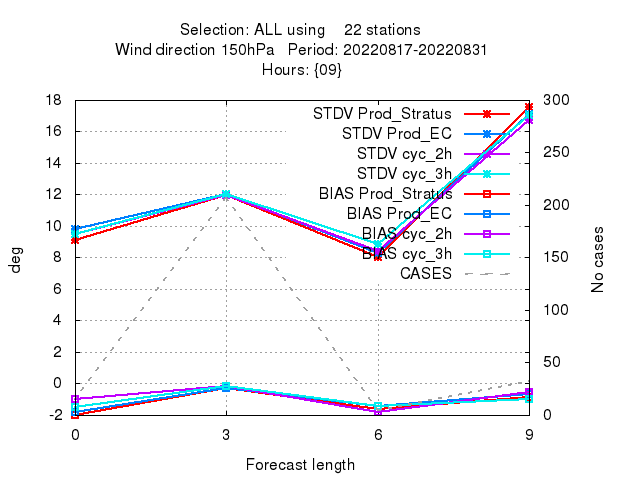 Selection: ALL using 22 stations
Wind direction 150hPa Period: 20220817-20220831
Hours: {09}
STDV Prod_Stratus
STDV Prod_EC
STDV cyc_2h
STDV cyc_3h
BIAS Prod_Stratus
BIAS Prod_EC
BIAS cyc_2h
BIAS cyc_3h
CASES
18
16
14
12
10
8
6
4
2
0
-2
deg
300
250
200
150
100
50
0
No cases
0 3 6 9
Forecast length